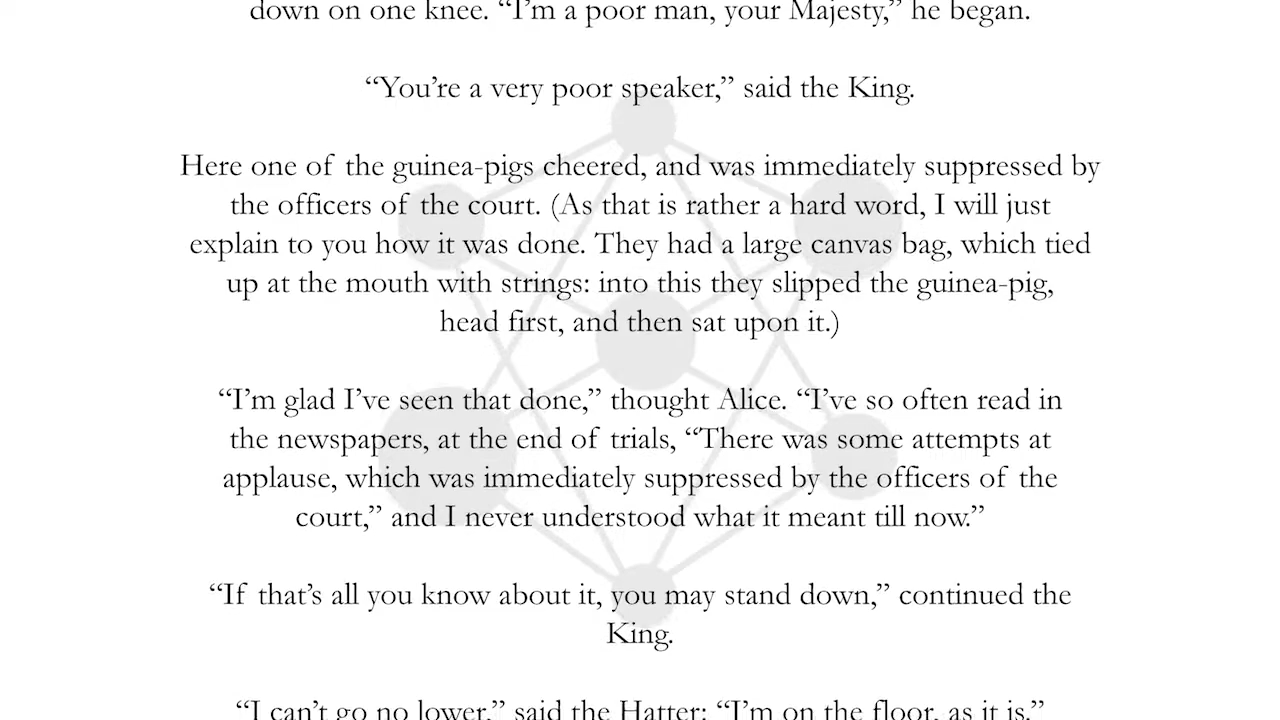 down on one knee. “I’m a poor man, your Majesty,” he began.
“You’re a very poor speaker,” said the King.
Here one of the guinea-pigs cheered, and was immediately suppressed by
the officers of the court. (As that is rather a hard word, I will just
explain to you how it was done. They had a large canvas bag, which tied
up at the mouth with strings: into this they slipped the guinea-pig,
head first, and then sat upon it.)
“I’m glad I’ve seen that done,” thought Alice. “I’ve so often read in
the newspapers, at the end of trials, “There was some attempts at
applause, which was immediately suppressed by the officers of the
court,” and I never understood what it meant till now.”
“If that’s all you know about it, you may stand down,” continued the
King.
“I can’t go no lower,” said the Hatter: “I’m on the floor, as it is.”